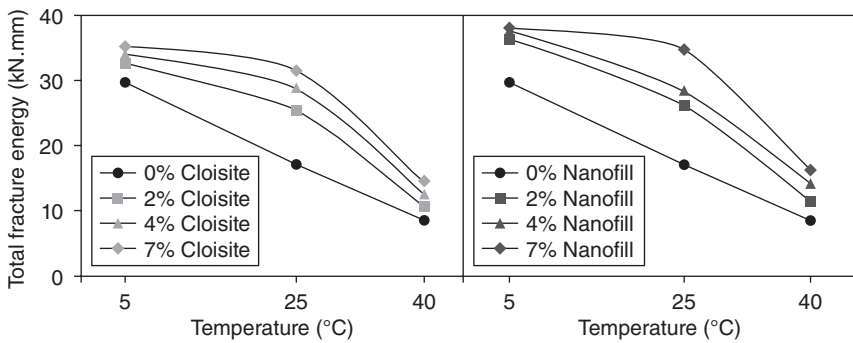 Total fracture energy (kN.mm)
40
30
20
10
0
0% Cloisite
2% Cloisite
4% Cloisite
7% Cloisite
5
25
40
Temperature (°C)
0% Nanofill
2% Nanofill
4% Nanofill
7% Nanofill
5
25
40
Temperature (°C)